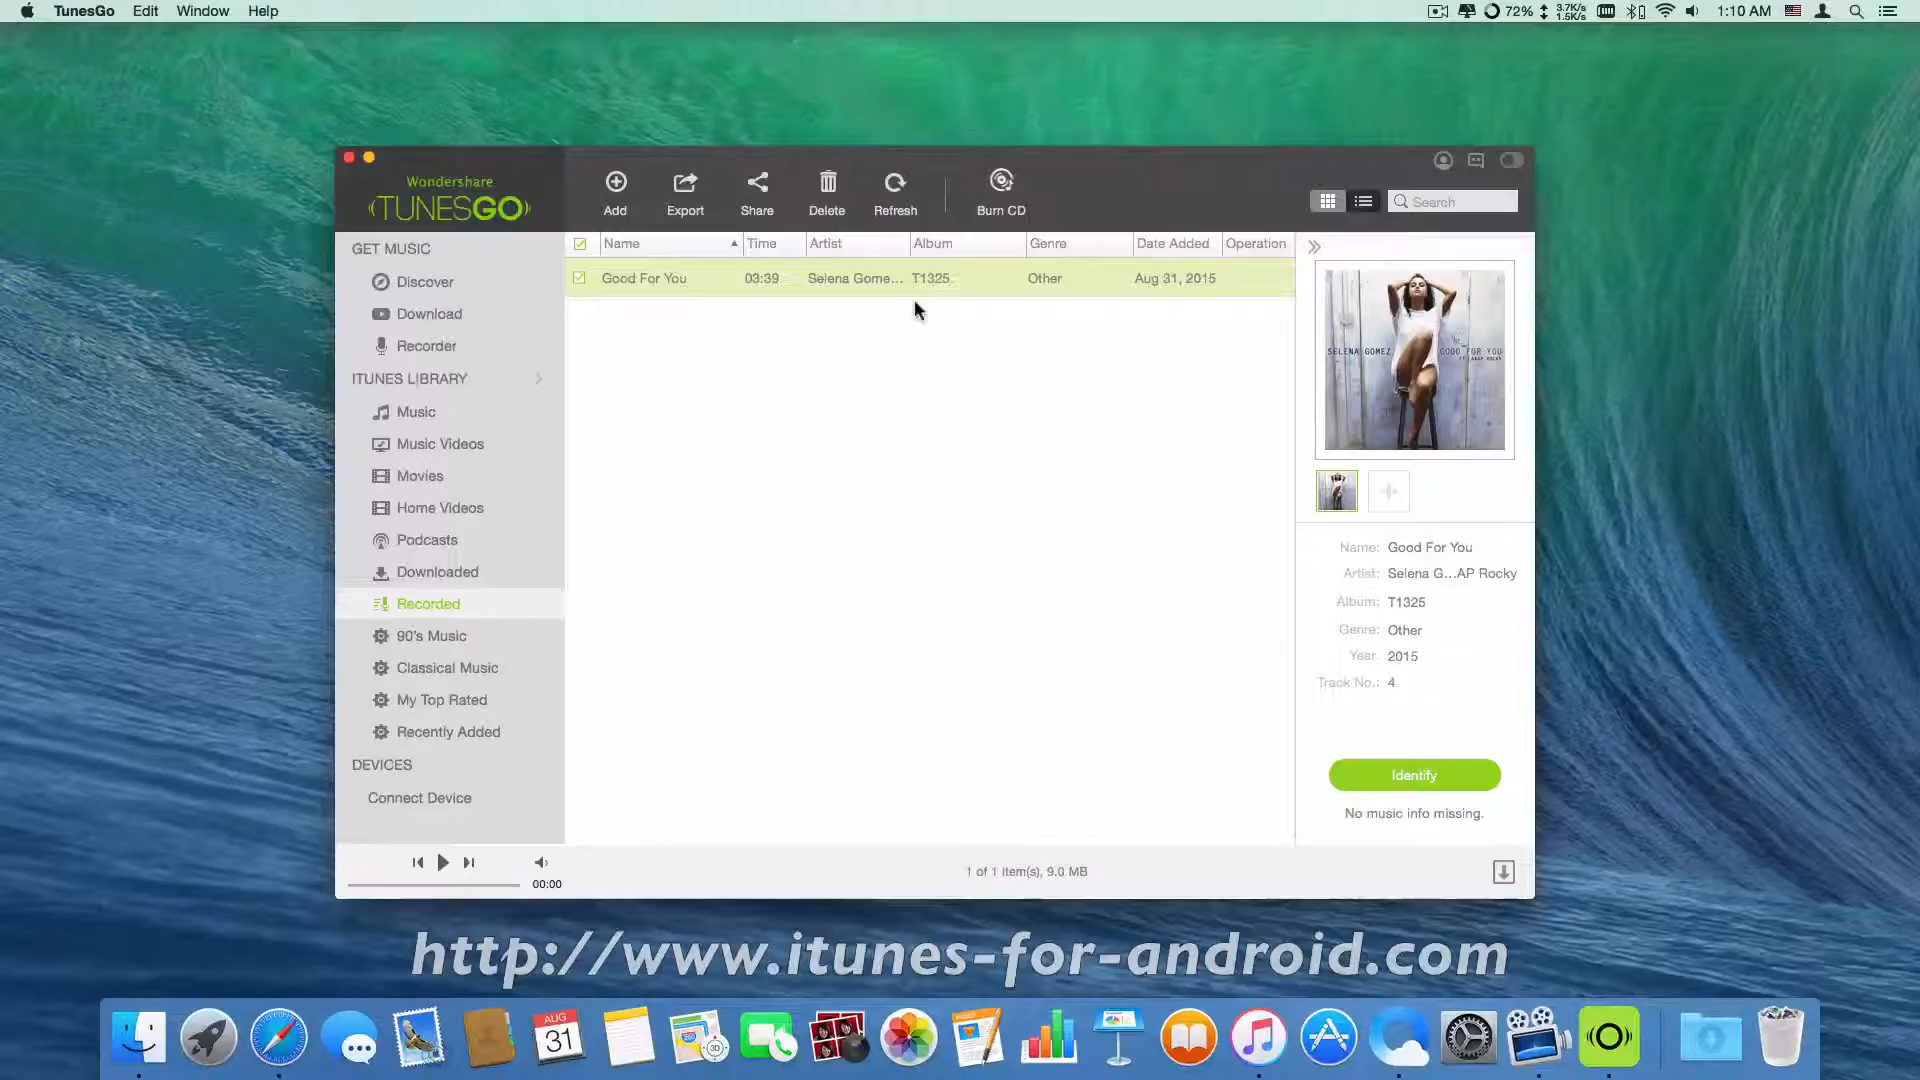 TunesGo Edit Window Help
72% 3.7K/s 1.5K/s 1:10 AM
Wondershare
TUNESGO
Add Export Share Delete Refresh Burn CD
Search
GET MUSIC
Discover
Download
Recorder
ITUNES LIBRARY
Music
Music Videos
Movies
Home Videos
Podcasts
Downloaded
Recorded
90's Music
Classical Music
My Top Rated
Recently Added
DEVICES
Connect Device
00:00
Name Time Artist Album Genre Date Added Operation
Good For You 03:39 Selena Gome... T1325 Other Aug 31, 2015
SELENA GOMEZ GOOD FOR YOU
Name: Good For You
Artist: Selena G...AP Rocky
Album: T1325
Genre: Other
Year 2015
Track No.: 4
Identify
No music info missing.
1 of 1 item(s), 9.0 MB
http://www.itunes-for-android.com
AUG
31
3D